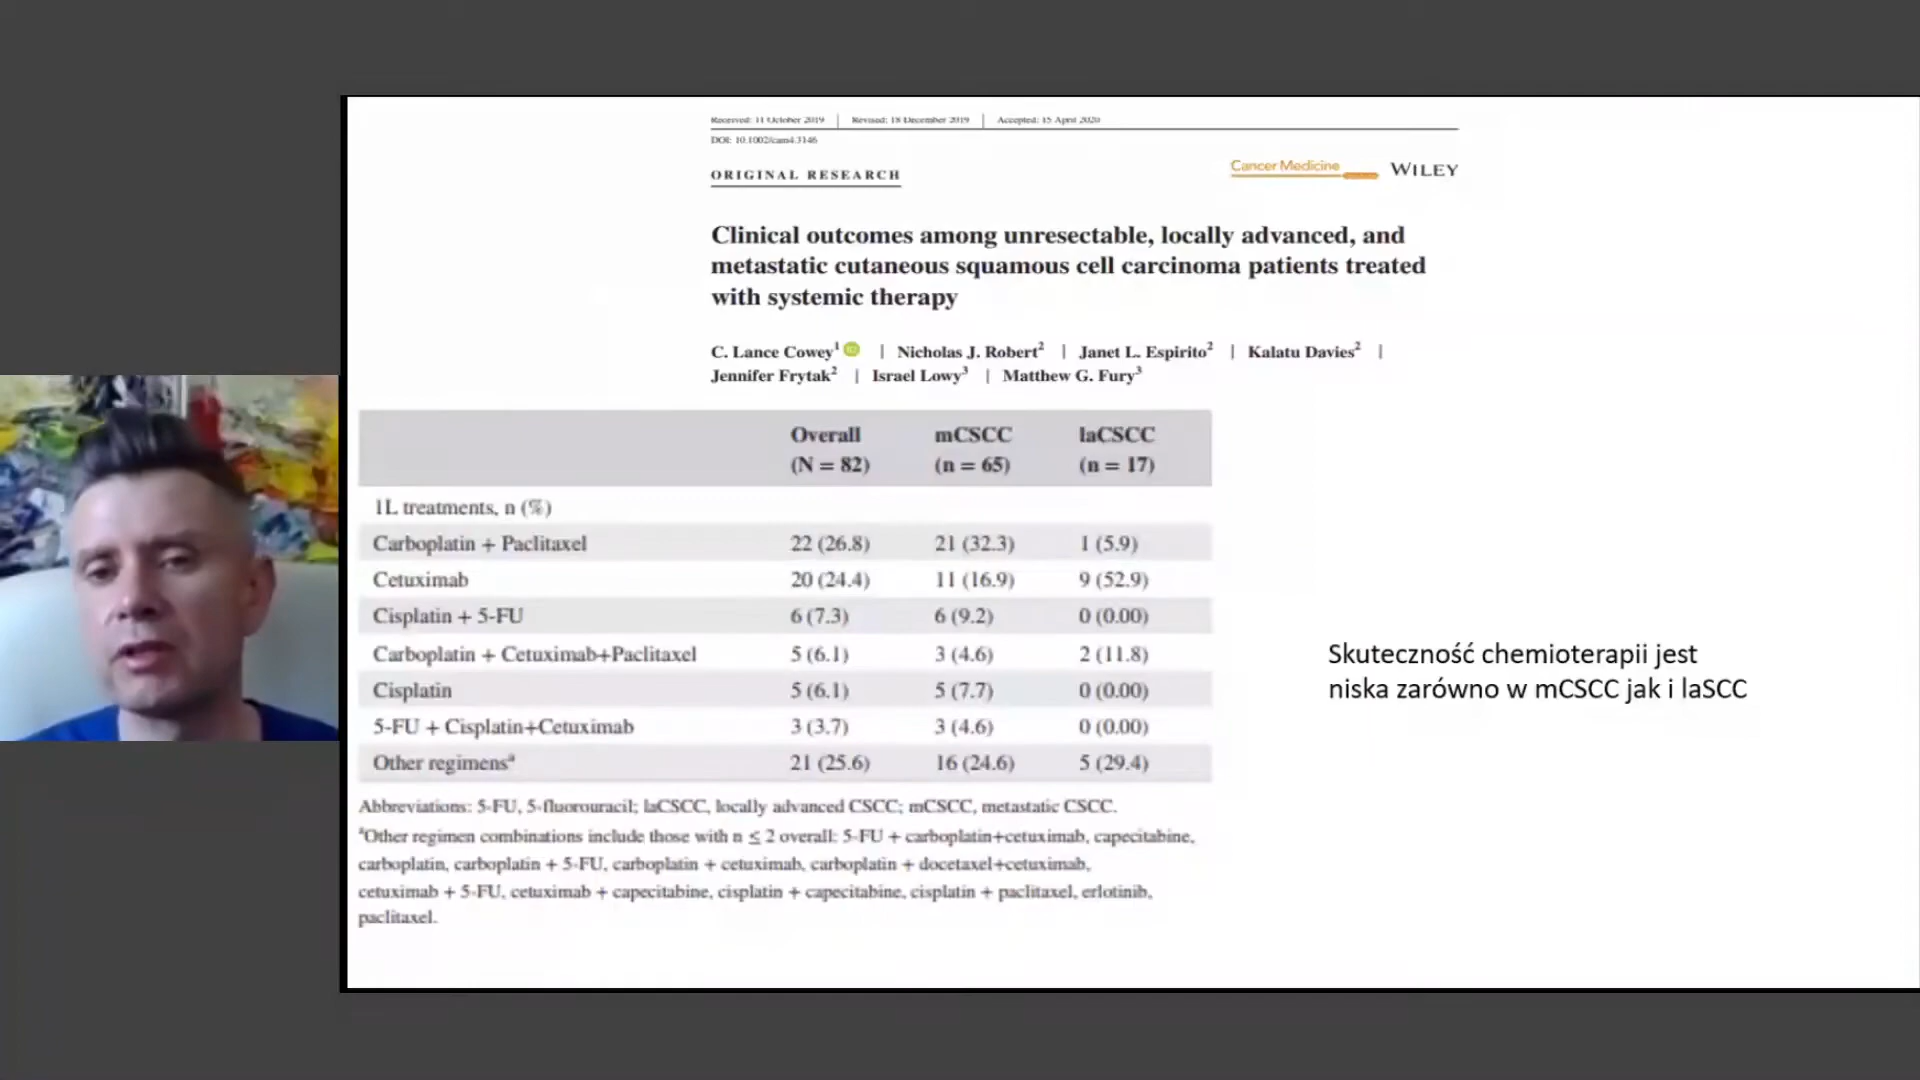 Received: 11 October 2019 | Revised: 18 December 2019 | Accepted: 15 April 2020
DOI: 10.1002/cam4.3146
ORIGINAL RESEARCH
Cancer Medicine WILEY
Clinical outcomes among unresectable, locally advanced, and
metastatic cutaneous squamous cell carcinoma patients treated
with systemic therapy
C. Lance Cowey1 | Nicholas J. Robert2 | Janet L. Espirito2 | Kalatu Davies2 |
Jennifer Frytak2 | Israel Lowy3 | Matthew G. Fury3
Overall mCSCC laCSCC
(N = 82) (n = 65) (n = 17)
1L treatments, n (%)
Carboplatin + Paclitaxel 22 (26.8) 21 (32.3) 1 (5.9)
Cetuximab 20 (24.4) 11 (16.9) 9 (52.9)
Cisplatin + 5-FU 6 (7.3) 6 (9.2) 0 (0.00)
Carboplatin + Cetuximab+Paclitaxel 5 (6.1) 3 (4.6) 2 (11.8)
Cisplatin 5 (6.1) 5 (7.7) 0 (0.00)
5-FU + Cisplatin+Cetuximab 3 (3.7) 3 (4.6) 0 (0.00)
Other regimensa 21 (25.6) 16 (24.6) 5 (29.4)
Abbreviations: 5-FU, 5-fluorouracil; laCSCC, locally advanced CSCC; mCSCC, metastatic CSCC.
aOther regimen combinations include those with n ≤ 2 overall: 5-FU + carboplatin+cetuximab, capecitabine,
carboplatin, carboplatin + 5-FU, carboplatin + cetuximab, carboplatin + docetaxel+cetuximab,
cetuximab + 5-FU, cetuximab + capecitabine, cisplatin + capecitabine, cisplatin + paclitaxel, erlotinib,
paclitaxel.
Skuteczność chemioterapii jest
niska zarówno w mCSCC jak i laSCC